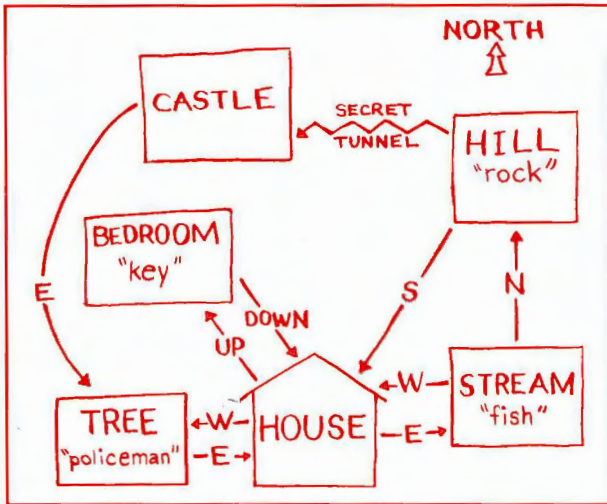 NORTH
CASTLE
SECRET
TUNNEL
HILL
"rock"
BEDROOM
"key"
E
S
N
DOWN
UP
W
STREAM
"fish"
TREE
"policeman"
W
E
HOUSE
E